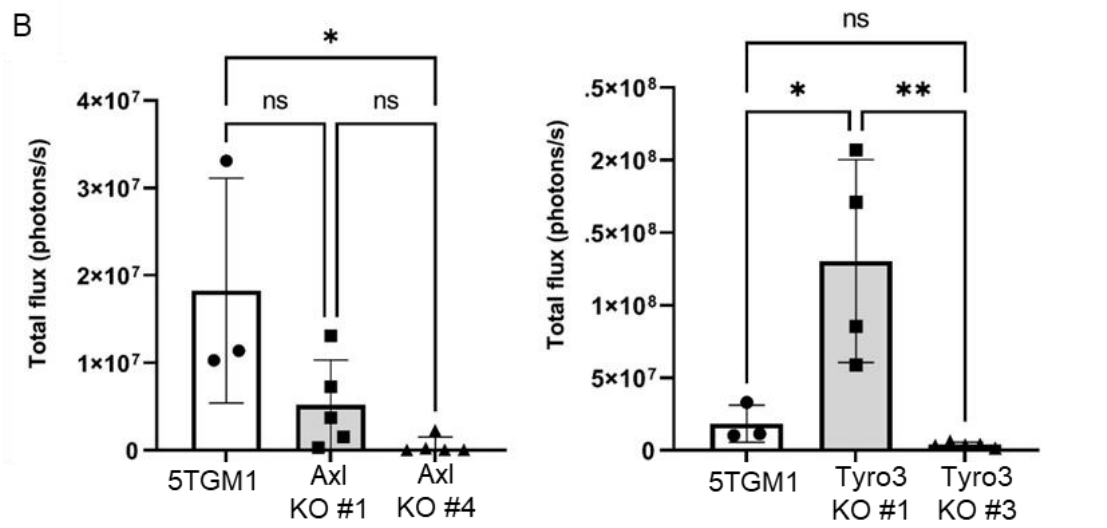 B
*
ns
ns
4×10⁷
3×10⁷
2×10⁷
1×10⁷
0
Total flux (photons/s)
5TGM1
Axl
KO #1
Axl
KO #4
ns
*
**
.5×10⁸
2×10⁸
.5×10⁸
1×10⁸
5×10⁷
0
Total flux (photons/s)
5TGM1
Tyro3
KO #1
Tyro3
KO #3